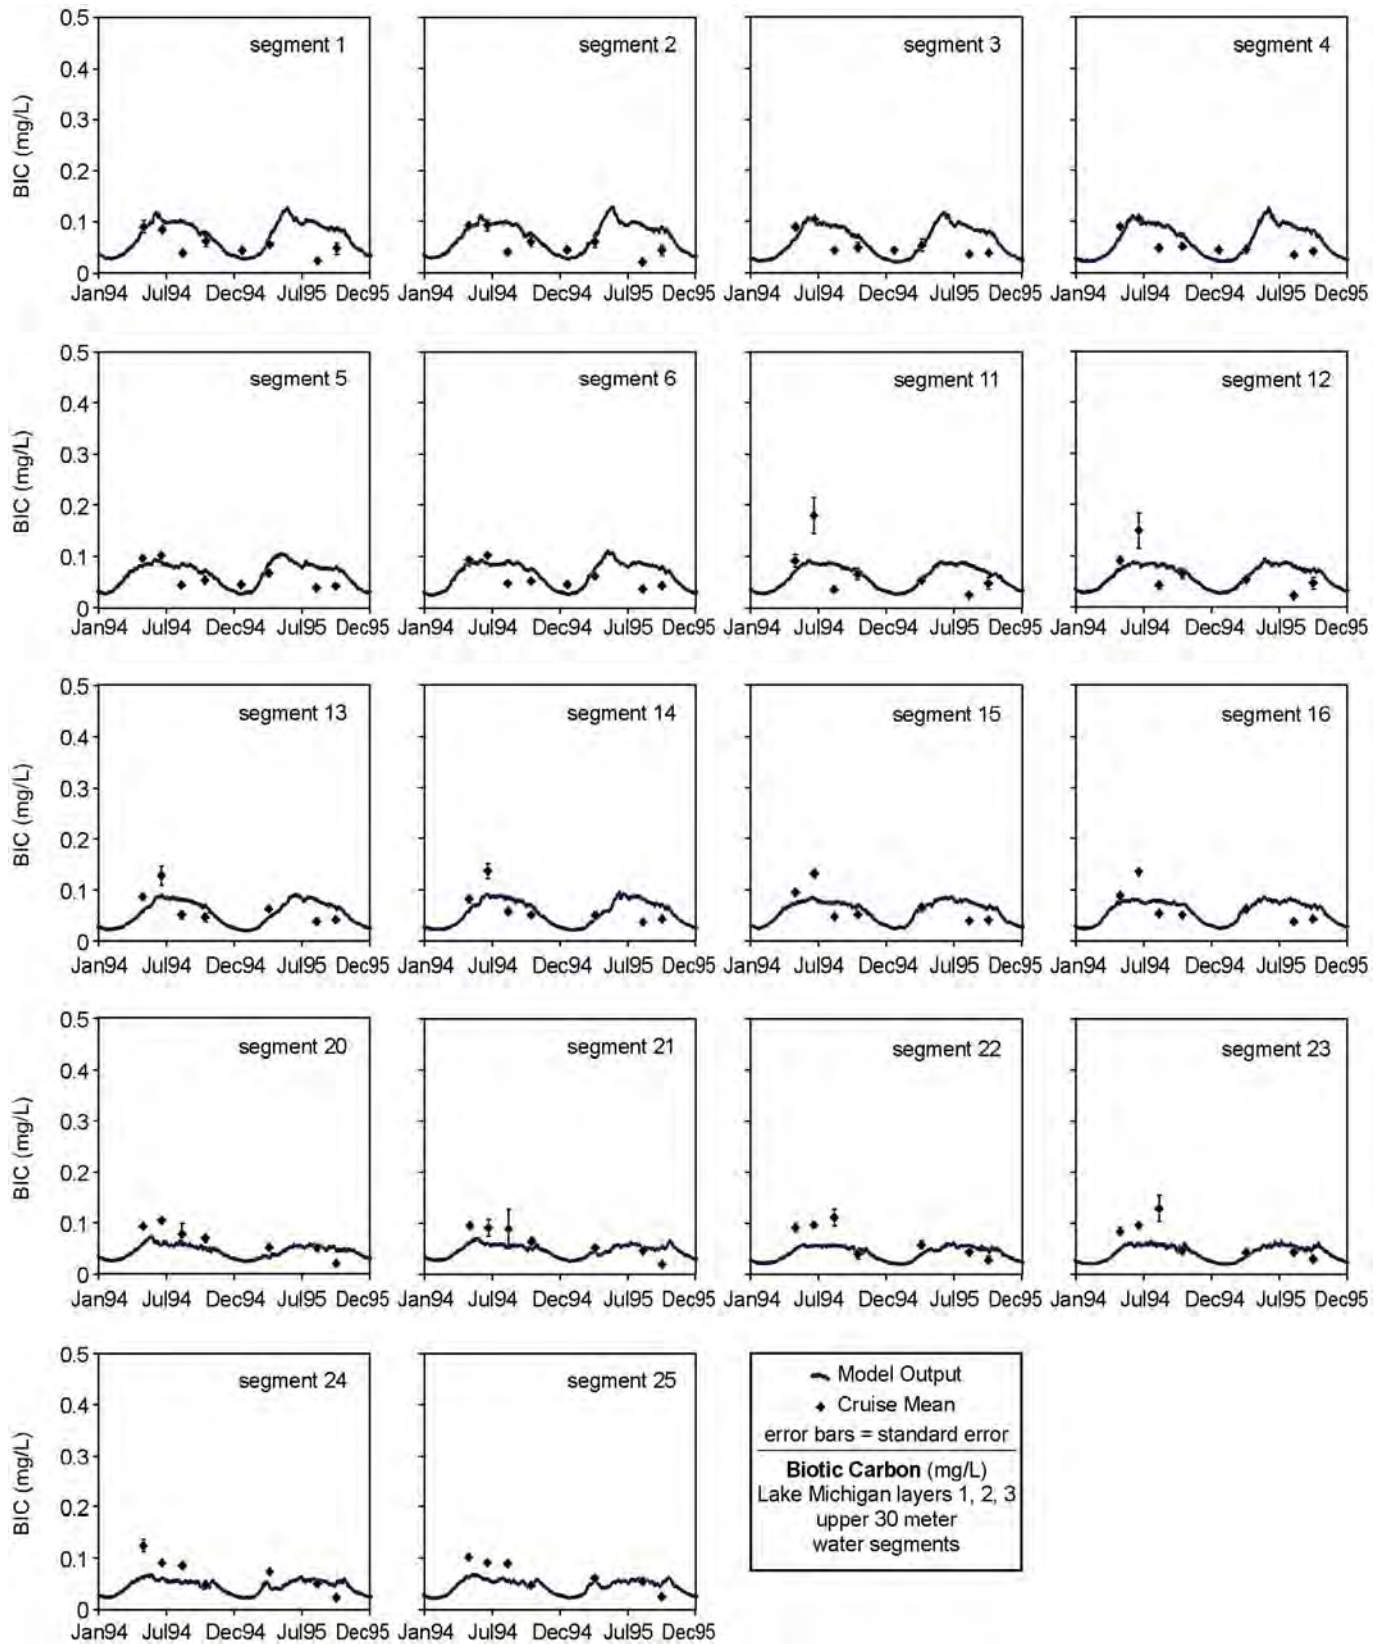 0.5 segment 1 segment 2 segment 3 segment 4
0.4
0.3
BIC (mg/L)
0.2
0.1
0
Jan94 Jul94 Dec94 Jul95 Dec95 Jan94 Jul94 Dec94 Jul95 Dec95 Jan94 Jul94 Dec94 Jul95 Dec95 Jan94 Jul94 Dec94 Jul95 Dec95
0.5 segment 5 segment 6 segment 11 segment 12
0.4
0.3
BIC (mg/L)
0.2
0.1
0
Jan94 Jul94 Dec94 Jul95 Dec95 Jan94 Jul94 Dec94 Jul95 Dec95 Jan94 Jul94 Dec94 Jul95 Dec95 Jan94 Jul94 Dec94 Jul95 Dec95
0.5 segment 13 segment 14 segment 15 segment 16
0.4
0.3
BIC (mg/L)
0.2
0.1
0
Jan94 Jul94 Dec94 Jul95 Dec95 Jan94 Jul94 Dec94 Jul95 Dec95 Jan94 Jul94 Dec94 Jul95 Dec95 Jan94 Jul94 Dec94 Jul95 Dec95
0.5 segment 20 segment 21 segment 22 segment 23
0.4
0.3
BIC (mg/L)
0.2
0.1
0
Jan94 Jul94 Dec94 Jul95 Dec95 Jan94 Jul94 Dec94 Jul95 Dec95 Jan94 Jul94 Dec94 Jul95 Dec95 Jan94 Jul94 Dec94 Jul95 Dec95
0.5 segment 24 segment 25
0.4
0.3
BIC (mg/L)
0.2
0.1
0
Jan94 Jul94 Dec94 Jul95 Dec95 Jan94 Jul94 Dec94 Jul95 Dec95
Model Output
Cruise Mean
error bars = standard error
Biotic Carbon (mg/L)
Lake Michigan layers 1, 2, 3
upper 30 meter
water segments